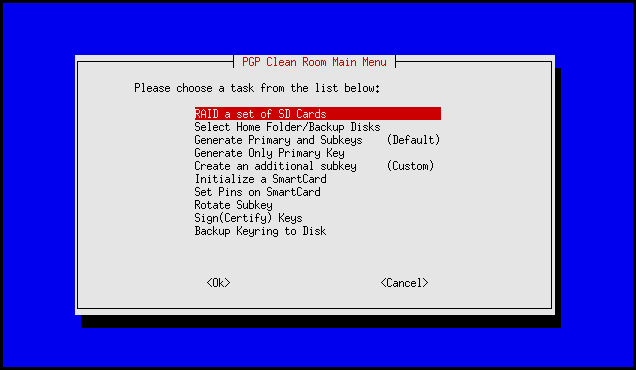 PGP Clean Room Main Menu
Please choose a task from the list below:
RAID a set of SD Cards
Select Home Folder/Backup Disks
Generate Primary and Subkeys (Default)
Generate Only Primary Key
Create an additional subkey (Custom)
Initialize a SmartCard
Set Pins on SmartCard
Rotate Subkey
Sign(Certify) Keys
Backup Keyring to Disk
<Ok> <Cancel>